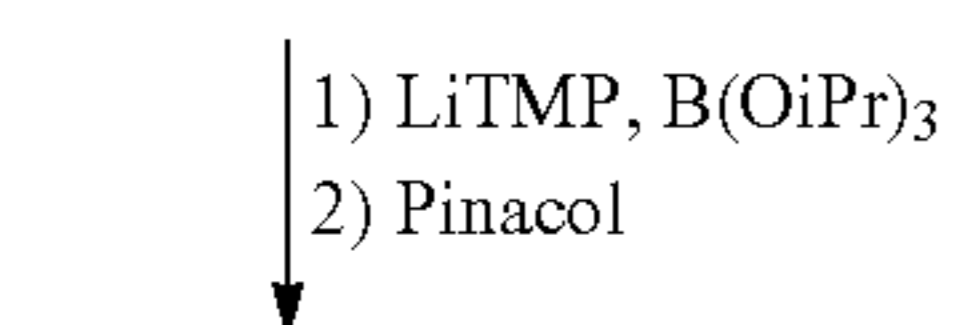 1) LiTMP, B(OiPr)₃
2) Pinacol